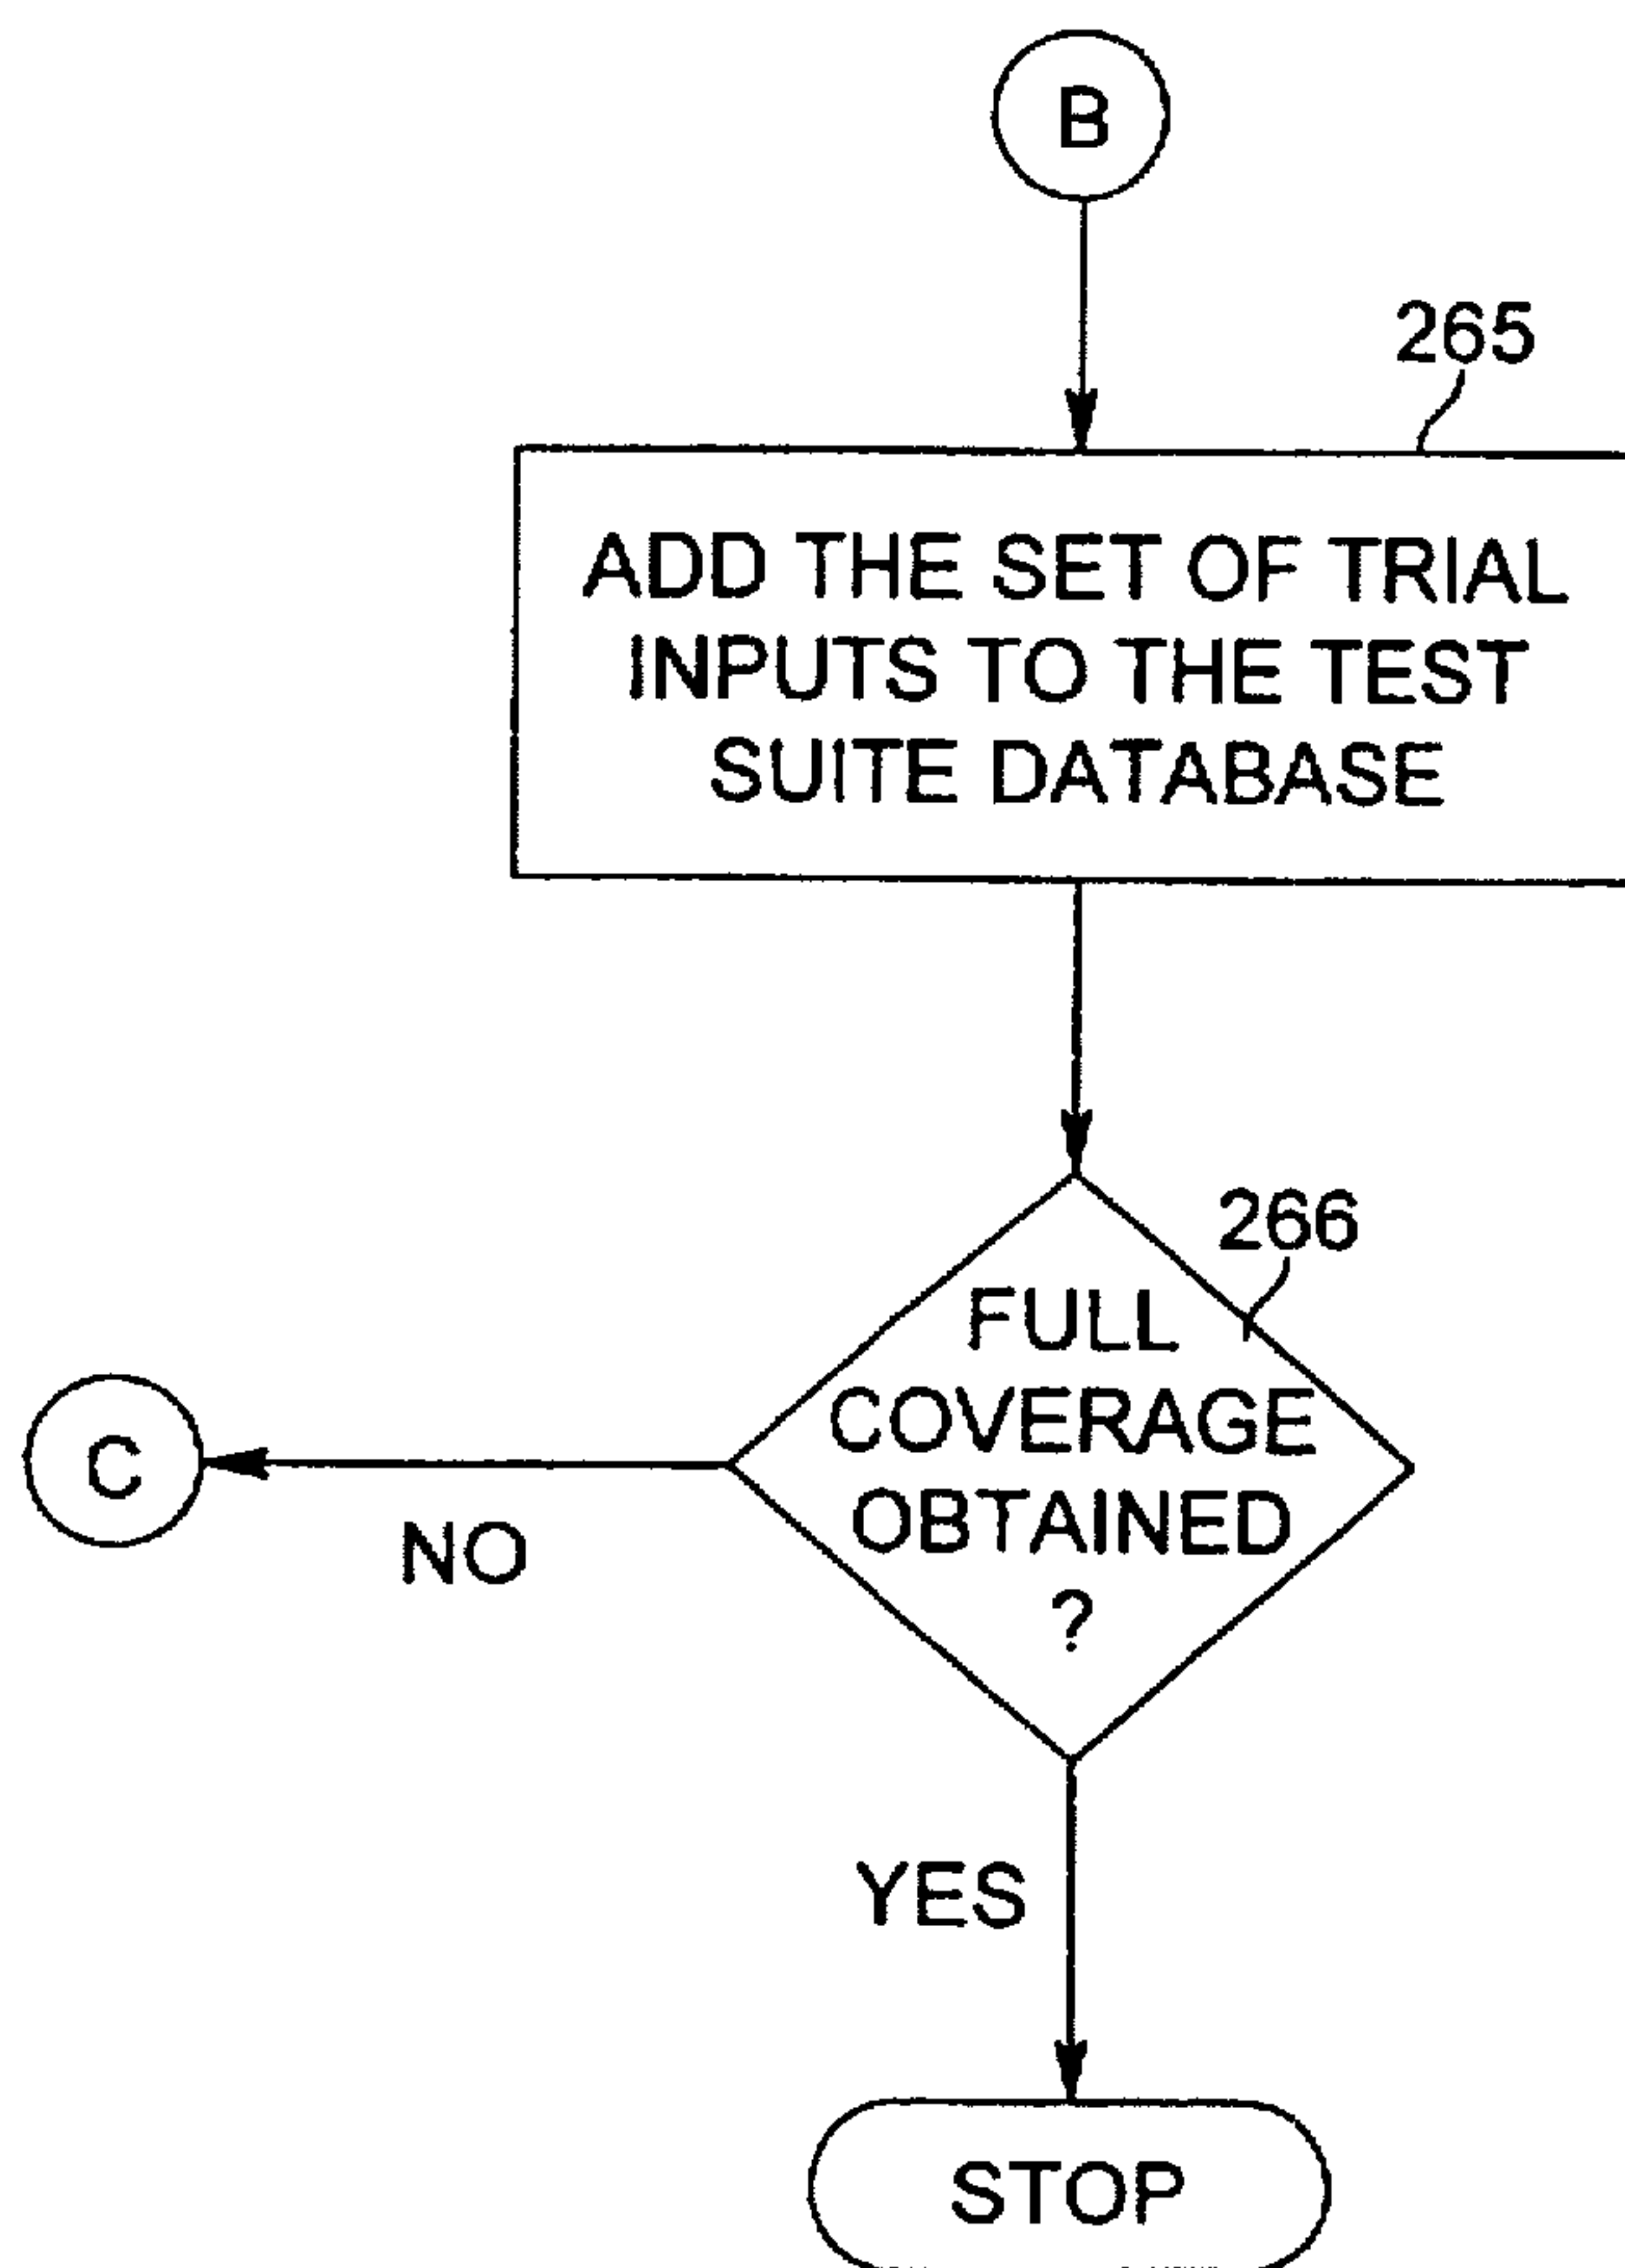 B
265
ADD THE SET OF TRIAL
INPUTS TO THE TEST
SUITE DATABASE
266
FULL
COVERAGE
OBTAINED
?
C
NO
YES
STOP